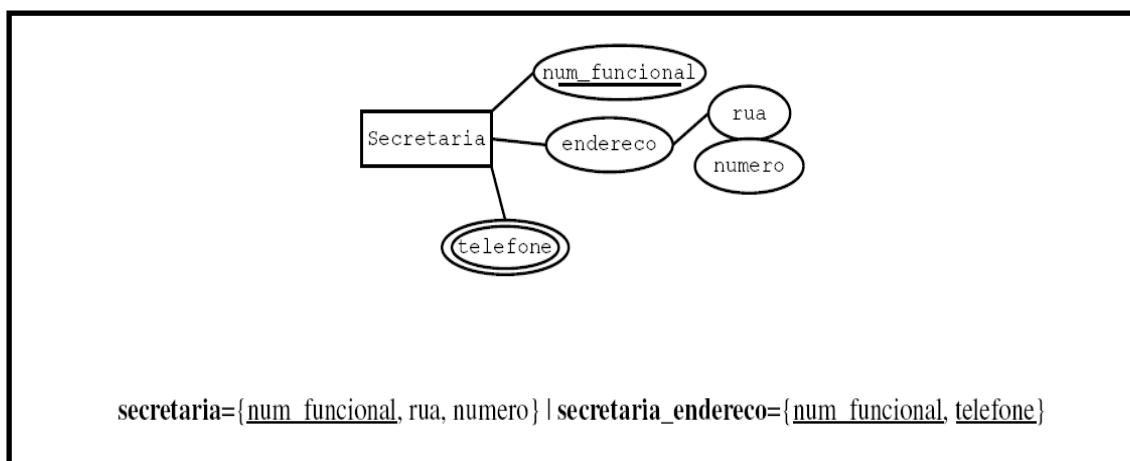 num_funcional
rua
Secretaria
endereco
numero
telefone
secretaria={num_funcional, rua, numero} | secretaria_endereco={num_funcional, telefone}